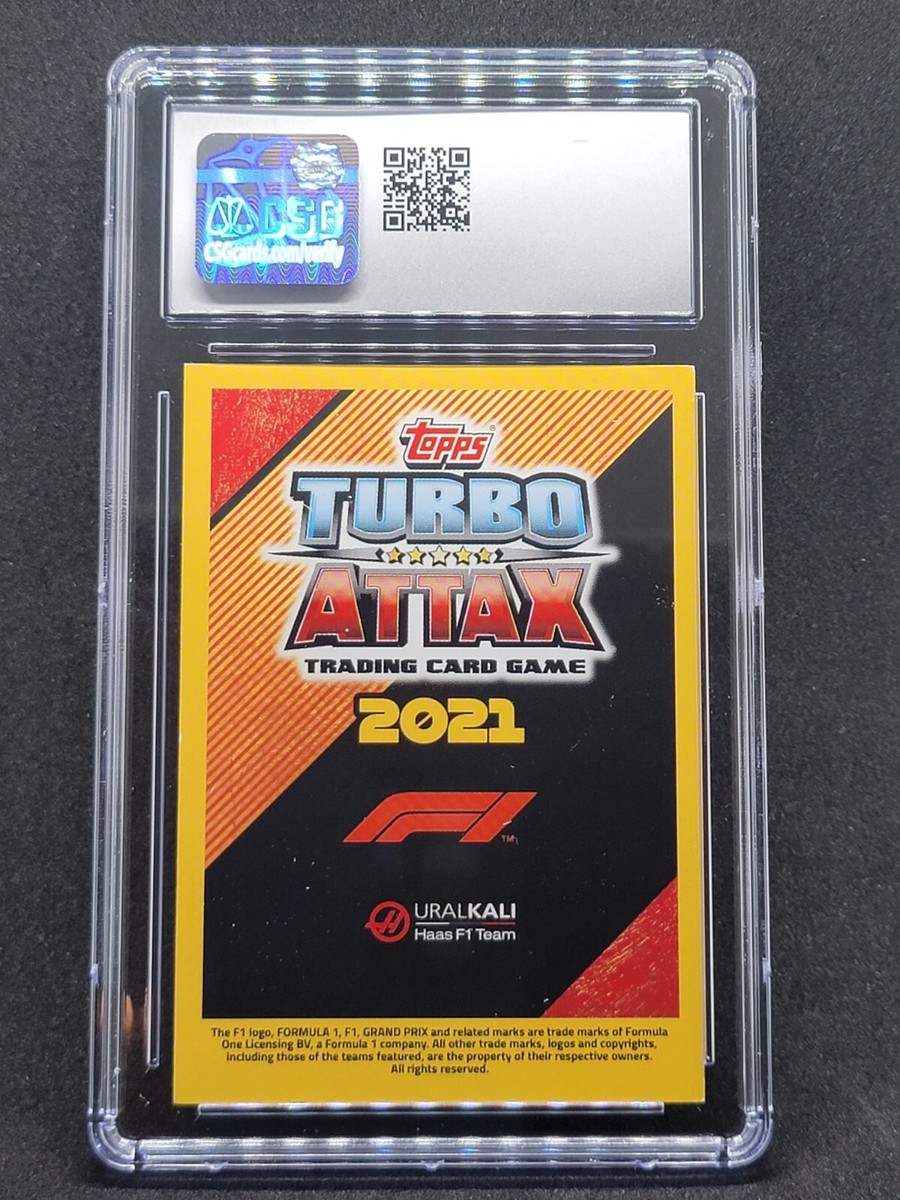 CSG
CSGcards.com/verify
topps®
TURBO
ATTAX
TRADING CARD GAME
2021
F1™
URALKALI
Haas F1 Team
The F1 logo, FORMULA 1, F1, GRAND PRIX and related marks are trade marks of Formula
One Licensing BV, a Formula 1 company. All other trade marks, logos and copyrights,
including those of the teams featured, are the property of their respective owners.
All rights reserved.